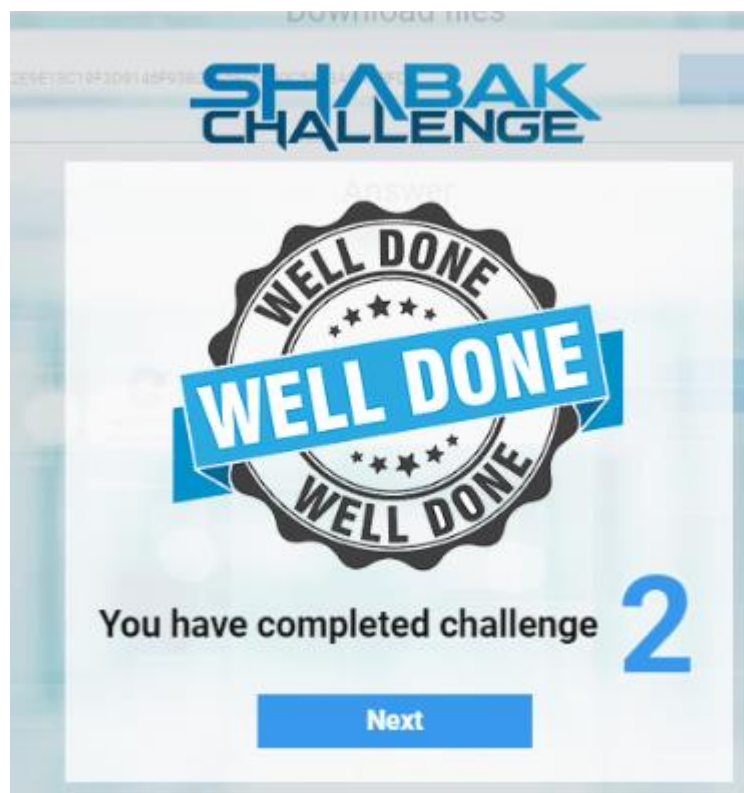 Download files
SHABAK
CHALLENGE
Answer
WELL DONE
WELL DONE
WELL DONE
You have completed challenge 2
Next